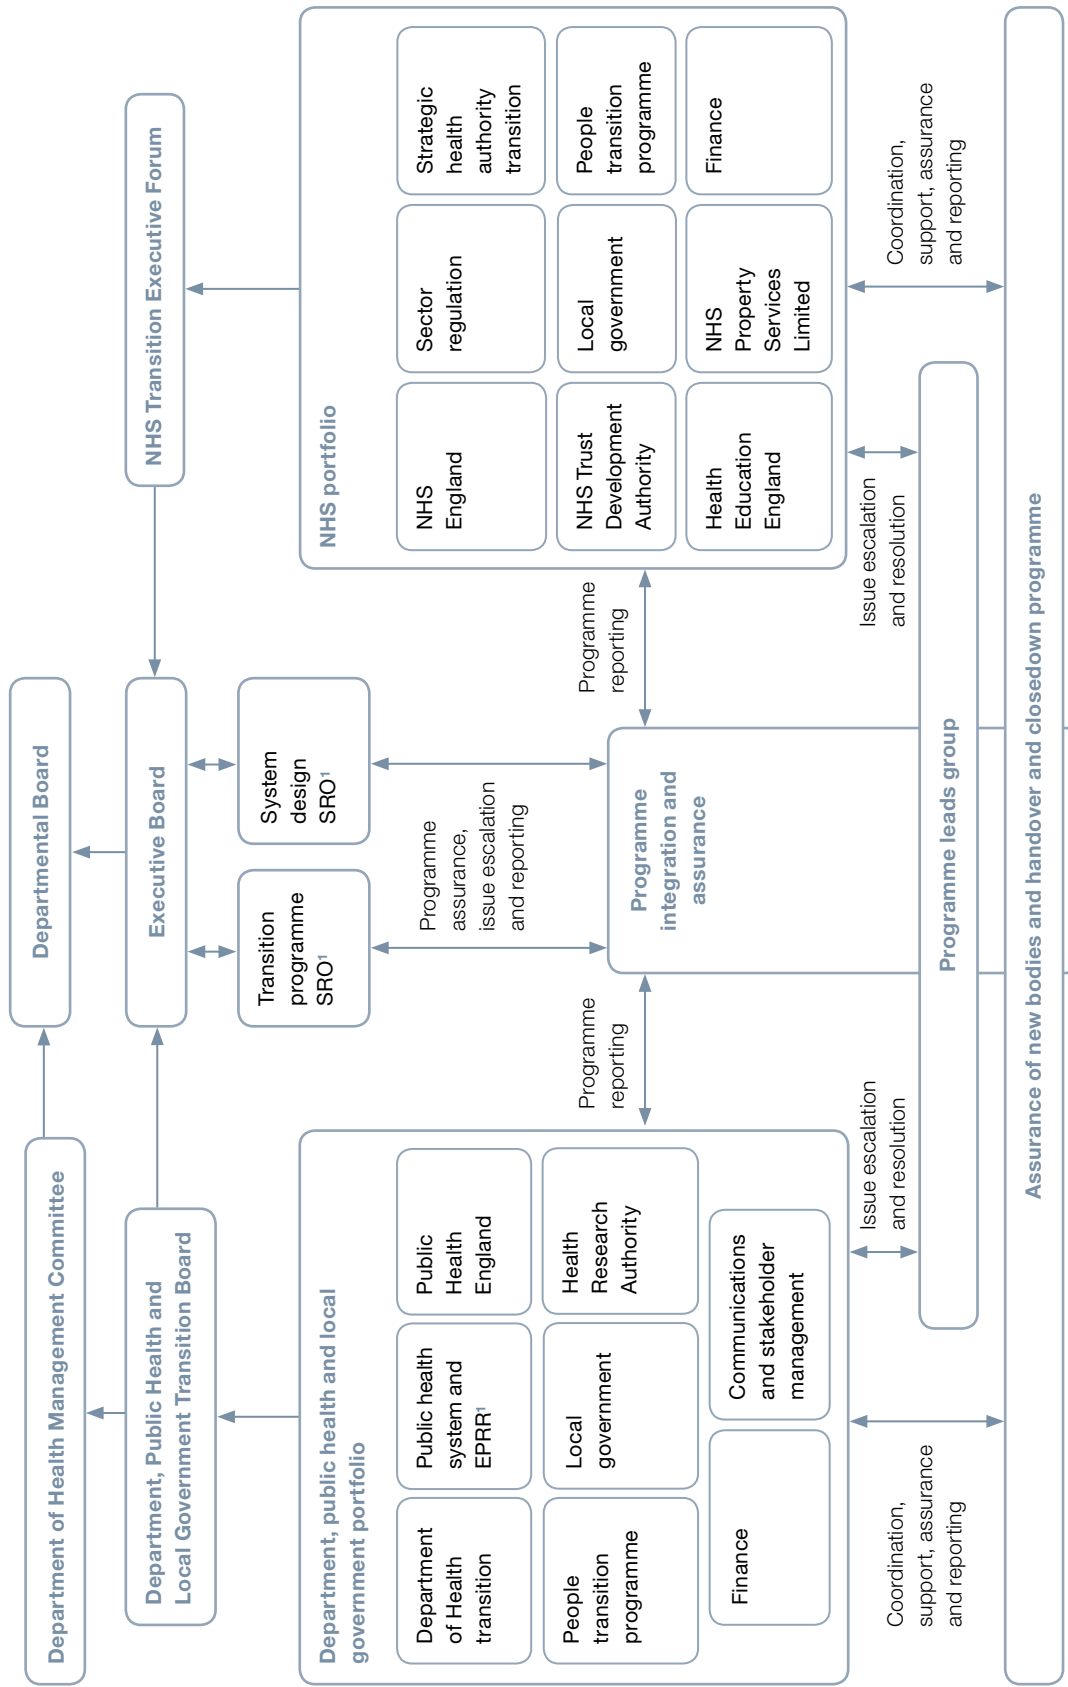 Departmental Board
Department of Health Management Committee
Executive Board
Department, Public Health and
Local Government Transition Board
NHS Transition Executive Forum
Transition
programme
SRO¹
System
design
SRO¹
Programme
assurance,
issue escalation
and reporting
Department, public health and local
government portfolio
Department
of Health
transition
Public health
system and
EPRR¹
Public
Health
England
People
transition
programme
Local
government
Health
Research
Authority
Finance
Communications
and stakeholder
management
Programme
reporting
Programme
integration and
assurance
Programme
reporting
NHS portfolio
NHS
England
Sector
regulation
Strategic
health
authority
transition
NHS Trust
Development
Authority
Local
government
People
transition
programme
Health
Education
England
NHS
Property
Services
Limited
Finance
Coordination,
support, assurance
and reporting
Issue escalation
and resolution
Issue escalation
and resolution
Coordination,
support, assurance
and reporting
Programme leads group
Assurance of new bodies and handover and closedown programme